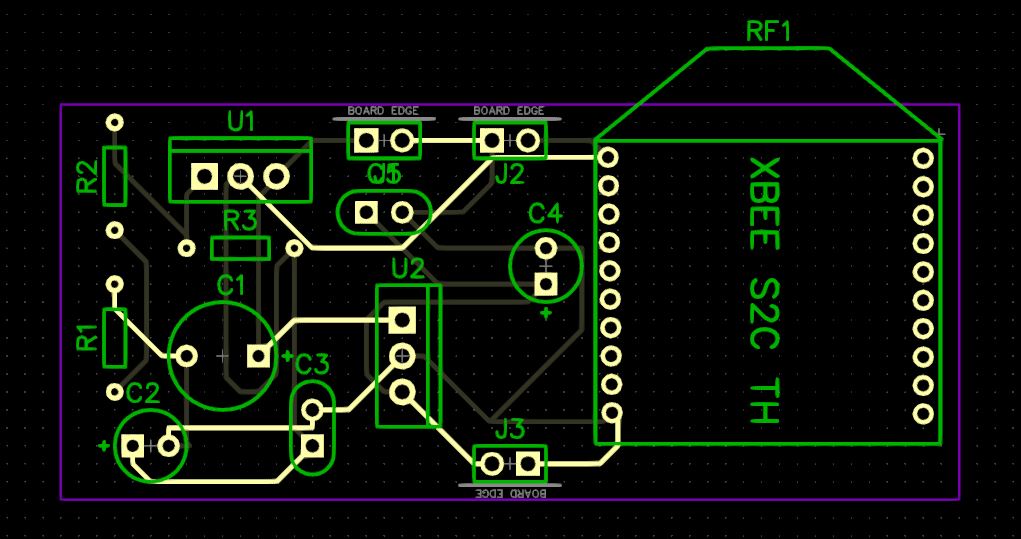 RF1
BOARD EDGE
BOARD EDGE
U1
R2
J2
R3
C4
U2
C1
R1
C3
C2
J3
BOARD EDGE
XBEE S2C TH